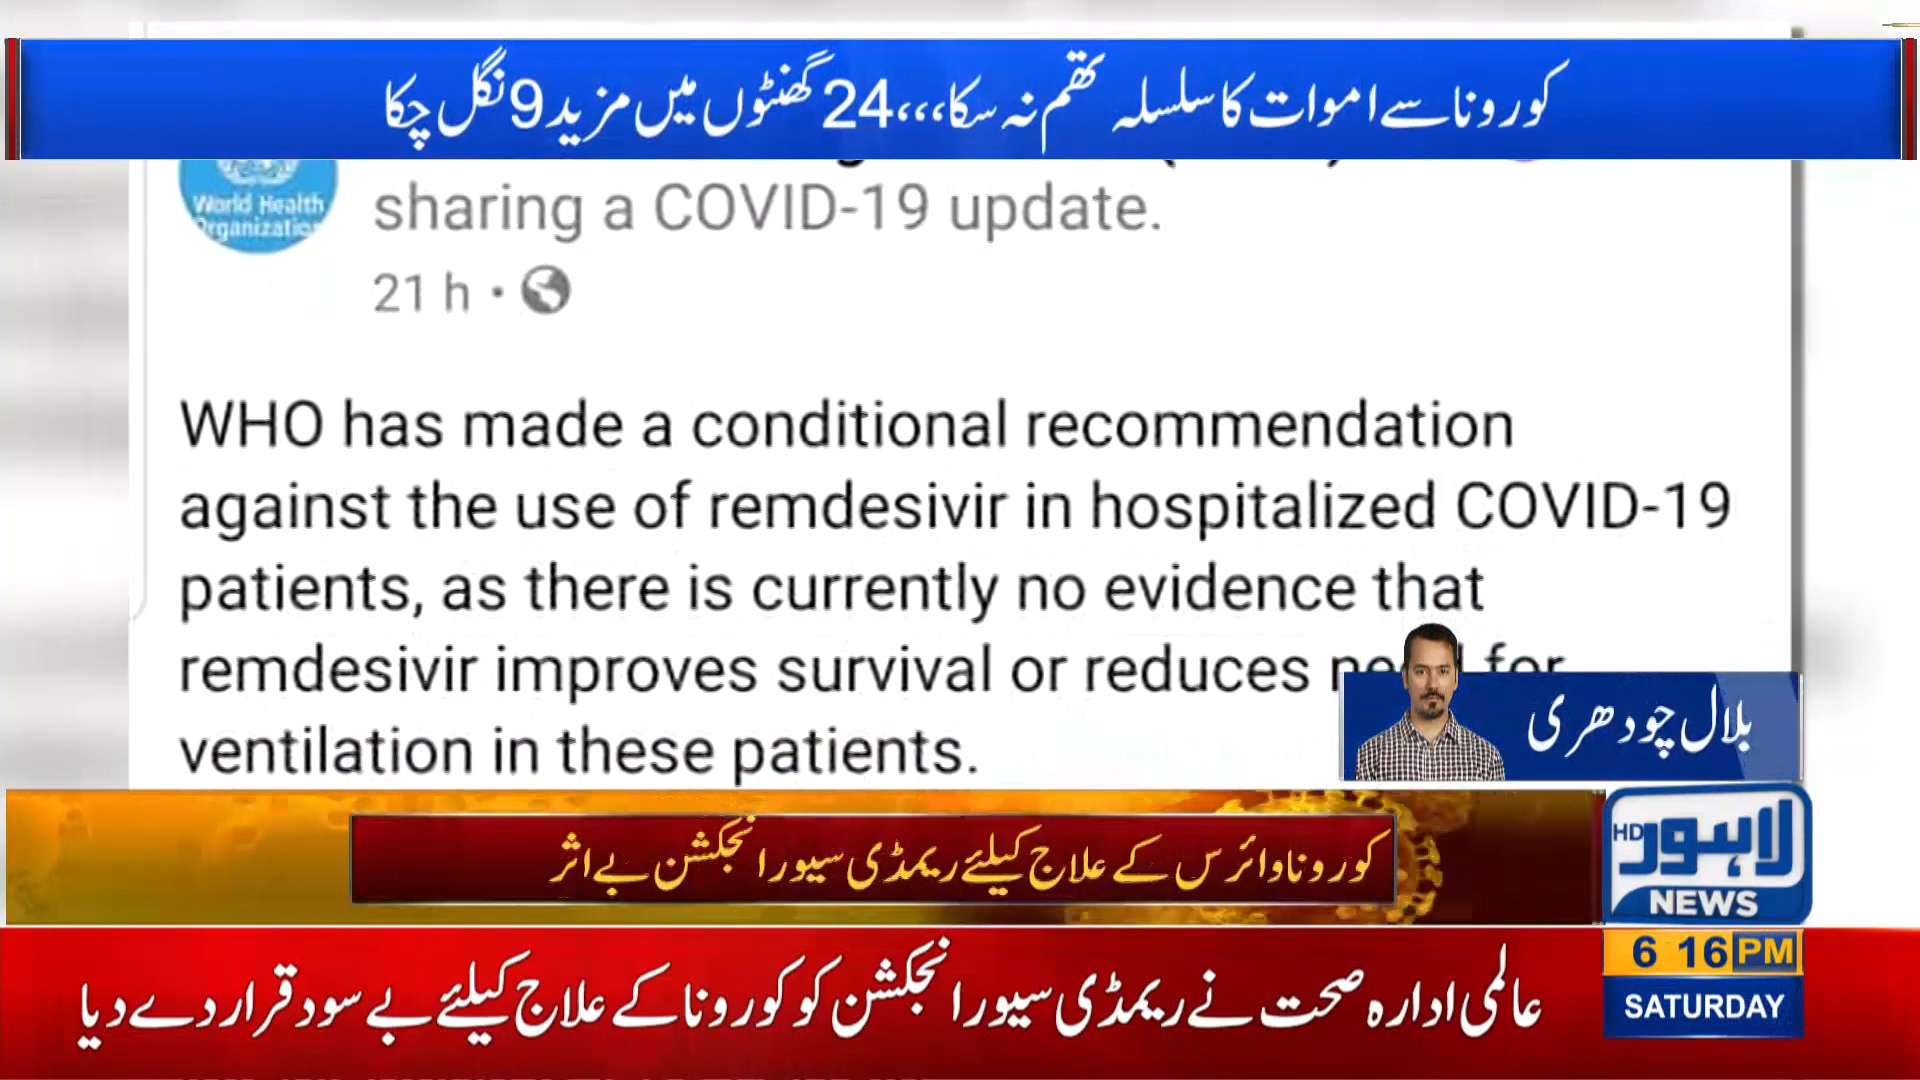 کورونا سے اموات کا سلسلہ تھم نہ سکا،،،24 گھنٹوں میں مزید 9 نگل چکا
World Health
Organization
sharing a COVID-19 update.
21 h
WHO has made a conditional recommendation
against the use of remdesivir in hospitalized COVID-19
patients, as there is currently no evidence that
remdesivir improves survival or reduces need for
ventilation in these patients.
بلال چودھری
کورونا وائرس کے علاج کیلئے ریمڈی سیور انجکشن بے اثر
لاہور
HD
NEWS
عالمی ادارہ صحت نے ریمڈی سیور انجکشن کو کورونا کے علاج کیلئے بے سود قرار دے دیا
6 16 PM
SATURDAY